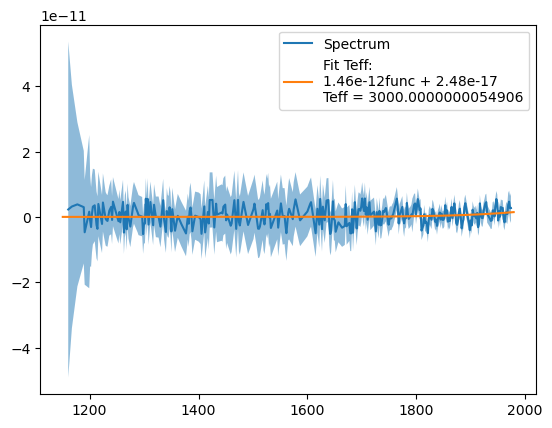 1e−11
Spectrum
Fit Teff:
1.46e-12func + 2.48e-17
Teff = 3000.0000000054906
4
2
0
−2
−4
1200
1400
1600
1800
2000